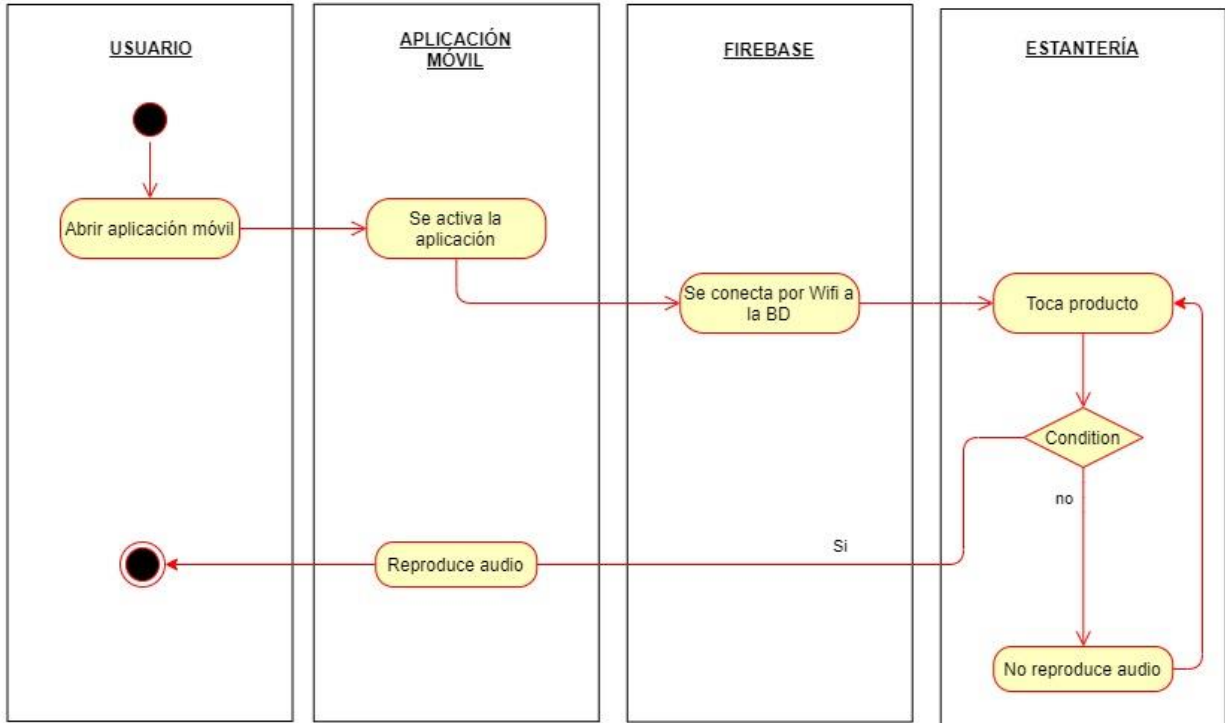 USUARIO
APLICACIÓN
MÓVIL
FIREBASE
ESTANTERÍA
Abrir aplicación móvil
Se activa la
aplicación
Se conecta por Wifi a
la BD
Toca producto
Condition
no
Si
Reproduce audio
No reproduce audio